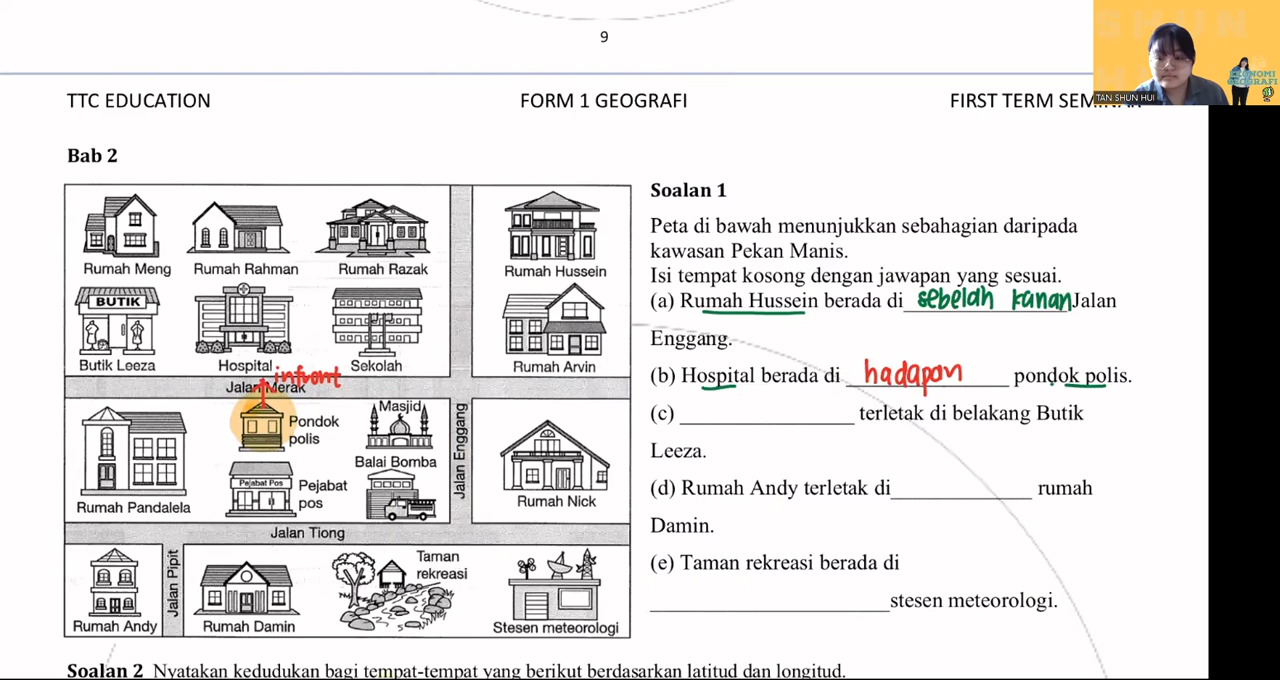 9
TTC EDUCATION
FORM 1 GEOGRAFI
FIRST TERM
TAN SHUN HUI
EKONOMI
GEOGRAFI
Bab 2
Rumah Meng
Rumah Rahman
Rumah Razak
Rumah Hussein
BUTIK
Butik Leeza
Hospital
Sekolah
Rumah Arvin
infront
Jalan Merak
Rumah Pandalela
Pondok
polis
Masjid
Balai Bomba
Pejabat Pos
Pejabat
pos
Jalan Enggang
Rumah Nick
Jalan Tiong
Rumah Andy
Jalan Pipit
Rumah Damin
Taman
rekreasi
Stesen meteorologi
Soalan 1
Peta di bawah menunjukkan sebahagian daripada
kawasan Pekan Manis.
Isi tempat kosong dengan jawapan yang sesuai.
(a) Rumah Hussein berada di sebelah kanan Jalan
Enggang.
(b) Hospital berada di hadapan pondok polis.
(c) ________________ terletak di belakang Butik
Leeza.
(d) Rumah Andy terletak di_____________ rumah
Damin.
(e) Taman rekreasi berada di
______________________stesen meteorologi.
Soalan 2 Nyatakan kedudukan bagi tempat-tempat yang berikut berdasarkan latitud dan longitud.